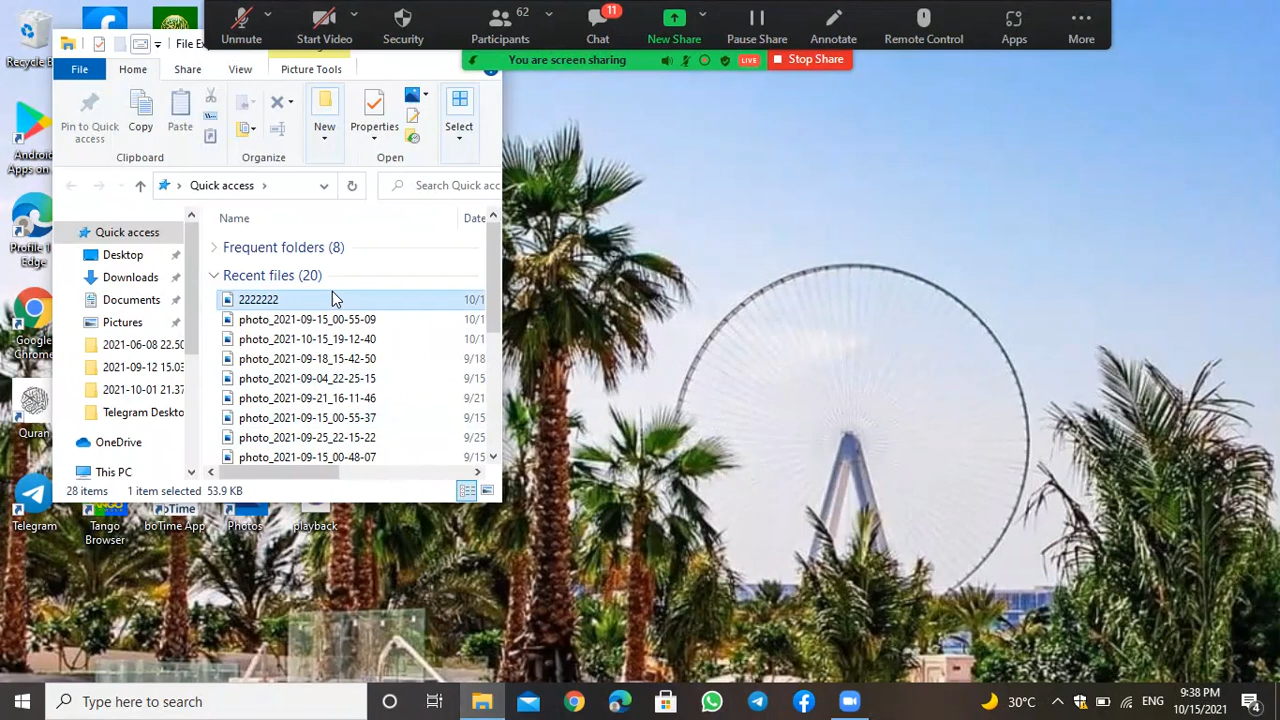 62
11
Unmute
Start Video
Security
Participants
Chat
New Share
Pause Share
Annotate
Remote Control
Apps
More
You are screen sharing
LIVE
Stop Share
Recycle B
File Ex
File
Home
Share
View
Picture Tools
Pin to Quick access
Copy
Paste
New
Properties
Select
Clipboard
Organize
Open
Quick access
Search Quick acc
Name
Date
Quick access
Desktop
Downloads
Documents
Pictures
2021-06-08 22.50
2021-09-12 15.03
2021-10-01 21.37
Telegram Deskto
OneDrive
This PC
Frequent folders (8)
Recent files (20)
2222222 10/1
photo_2021-09-15_00-55-09 10/1
photo_2021-10-15_19-12-40 10/1
photo_2021-09-18_15-42-50 9/18
photo_2021-09-04_22-25-15 9/15
photo_2021-09-21_16-11-46 9/21
photo_2021-09-15_00-55-37 9/15
photo_2021-09-25_22-15-22 9/25
photo_2021-09-15_00-48-07 9/15
28 items 1 item selected 53.9 KB
Android
Apps on
Profile 1
Edge
Google
Chrome
Quran
Telegram
Tango
Browser
boTime App
Photos
playback
Type here to search
30°C
ENG
9:38 PM
10/15/2021
4